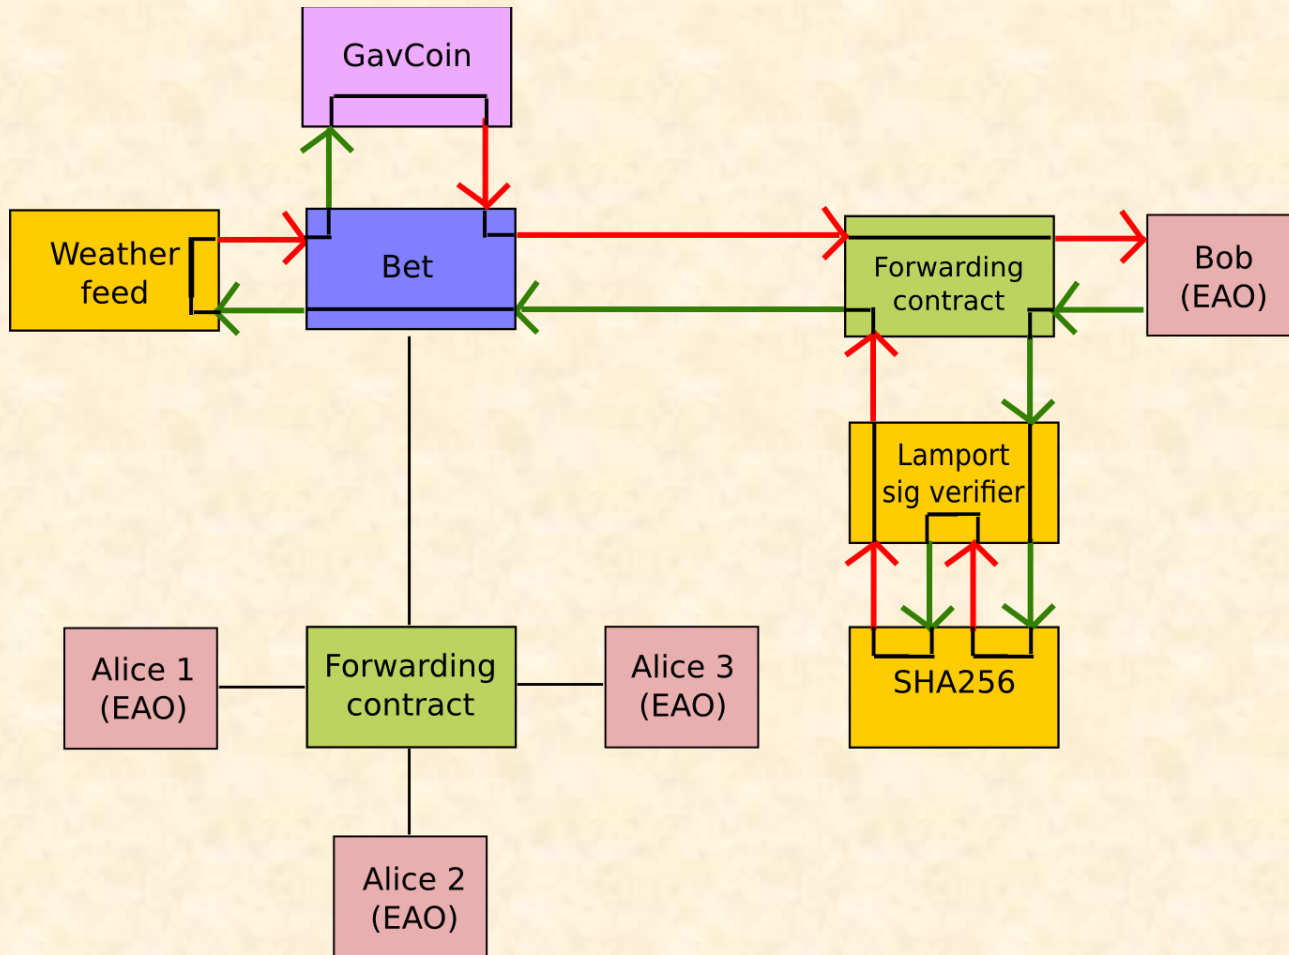 GavCoin
Weather
feed
Bet
Forwarding
contract
Bob
(EAO)
Lamport
sig verifier
SHA256
Alice 1
(EAO)
Forwarding
contract
Alice 3
(EAO)
Alice 2
(EAO)